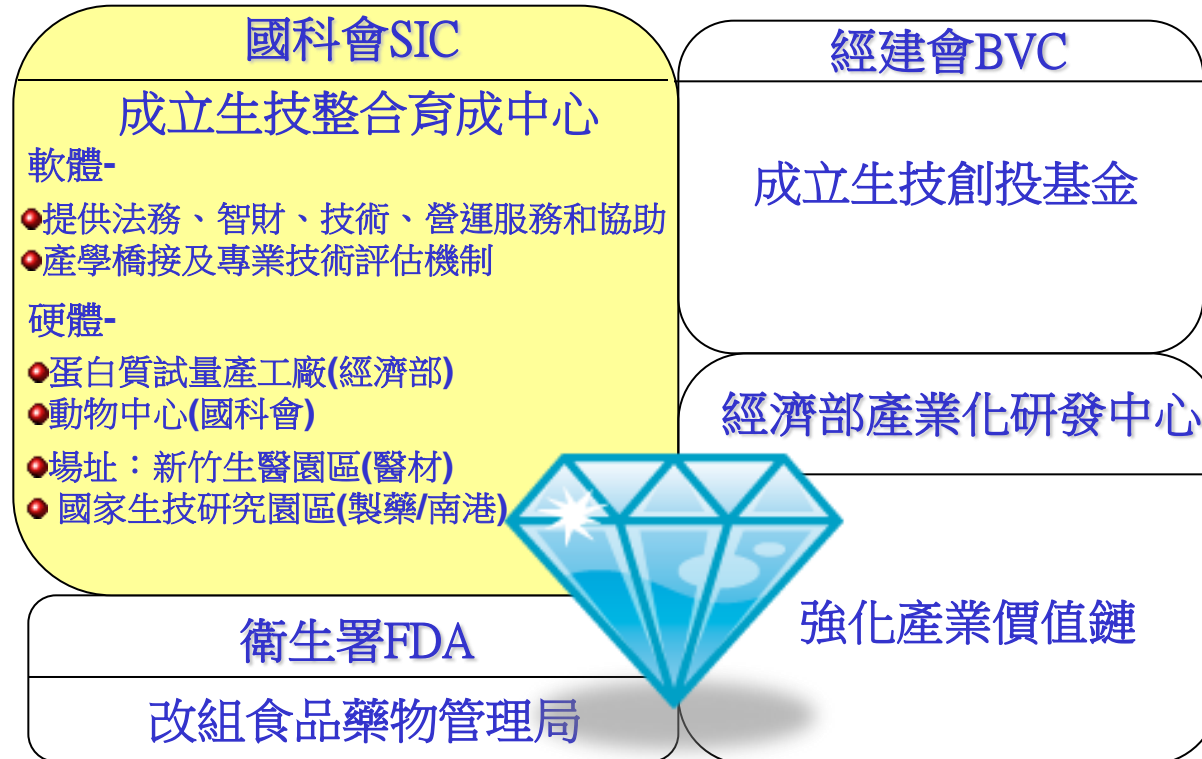 國科會SIC
成立生技整合育成中心
軟體-
提供法務、智財、技術、營運服務和協助
產學橋接及專業技術評估機制
硬體-
蛋白質試量產工廠(經濟部)
動物中心(國科會)
場址：新竹生醫園區(醫材)
國家生技研究園區(製藥/南港)
經建會BVC
成立生技創投基金
經濟部產業化研發中心
強化產業價值鏈
衛生署FDA
改組食品藥物管理局